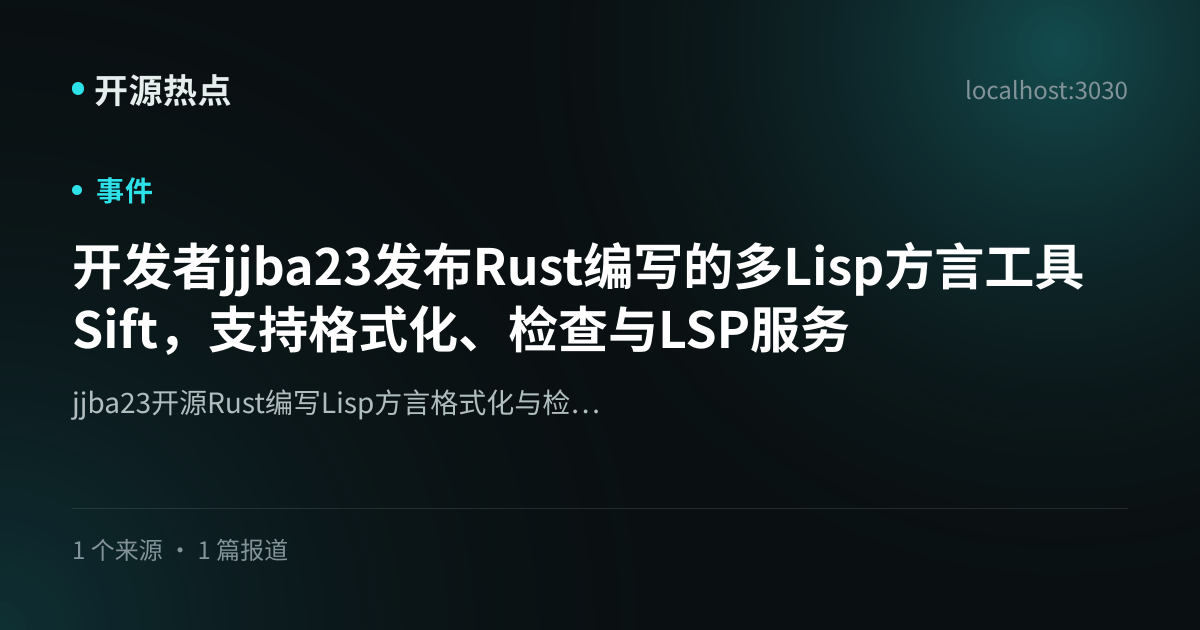 开源热点
localhost:3030
事件
开发者jjba23发布Rust编写的多Lisp方言工具
Sift，支持格式化、检查与LSP服务
jjba23开源Rust编写Lisp方言格式化与检…
1 个来源 · 1 篇报道